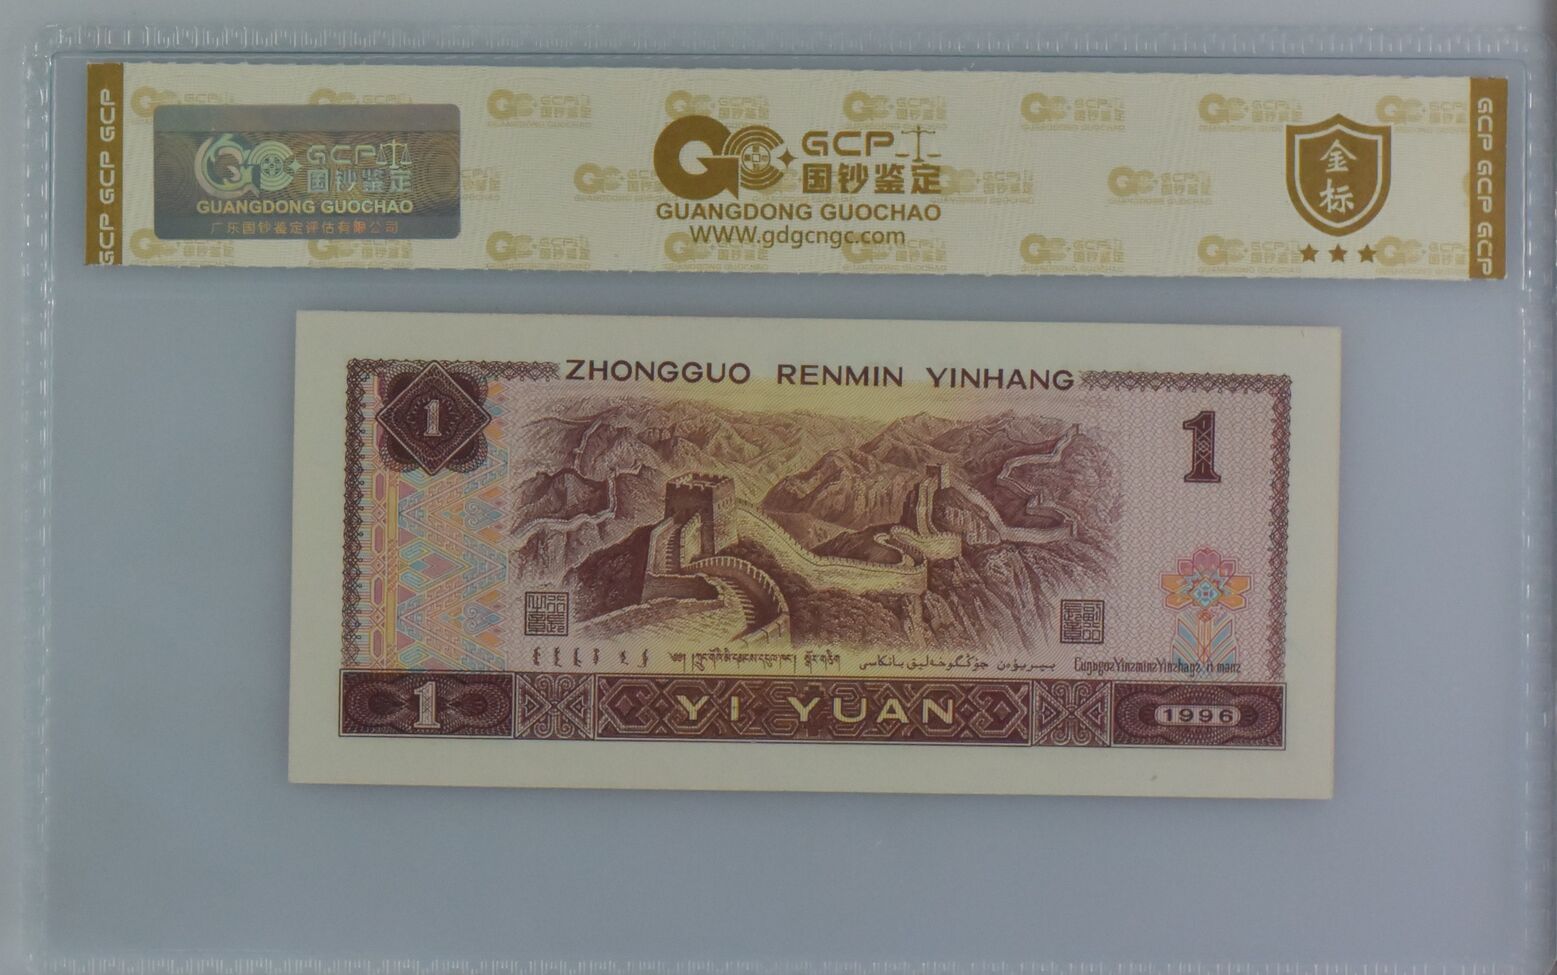 GCP GCP GCP
GCP
国钞鉴定
GUANGDONG GUOCHAO
广东国钞鉴定评估有限公司
GCP
国钞鉴定
GUANGDONG GUOCHAO
WWW.gdgcngc.com
金
标
GCP GCP GCP
ZHONGGUO RENMIN YINHANG
1
1
1
YI YUAN
1996